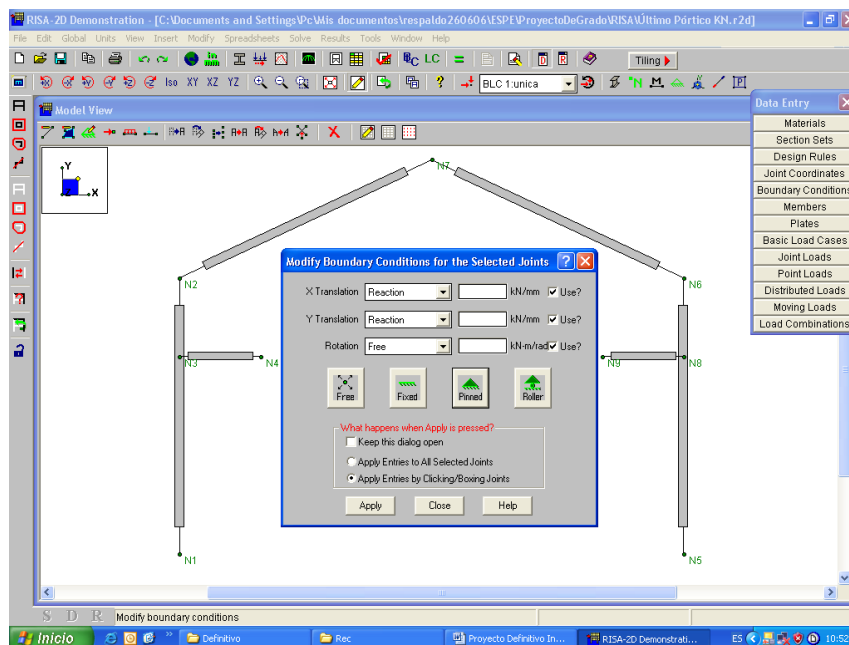 RISA-2D Demonstration - [C:\Documents and Settings\Pc\Mis documentos\respaldo260606\ESPE\ProyectoDeGrado\RISA\Último Pórtico KN.r2d]
File Edit Global Units View Insert Modify Spreadsheets Solve Results Tools Window Help
BC LC = D R Tiling
Iso XY XZ YZ ? BLC 1:unica N M P
Model View
Data Entry
Materials
Section Sets
Design Rules
Joint Coordinates
Boundary Conditions
Members
Plates
Basic Load Cases
Joint Loads
Point Loads
Distributed Loads
Moving Loads
Load Combinations
Y
X
N7
N2
N6
N3
N4
N9
N8
N1
N5
Modify Boundary Conditions for the Selected Joints
X Translation Reaction kN/mm Use?
Y Translation Reaction kN/mm Use?
Rotation Free kN-m/rad Use?
Free Fixed Pinned Roller
What happens when Apply is pressed?
Keep this dialog open
Apply Entries to All Selected Joints
Apply Entries by Clicking/Boxing Joints
Apply Close Help
S D R Modify boundary conditions
Inicio » Definitivo Rec Proyecto Definitivo In... RISA-2D Demonstrati... ES 10:52